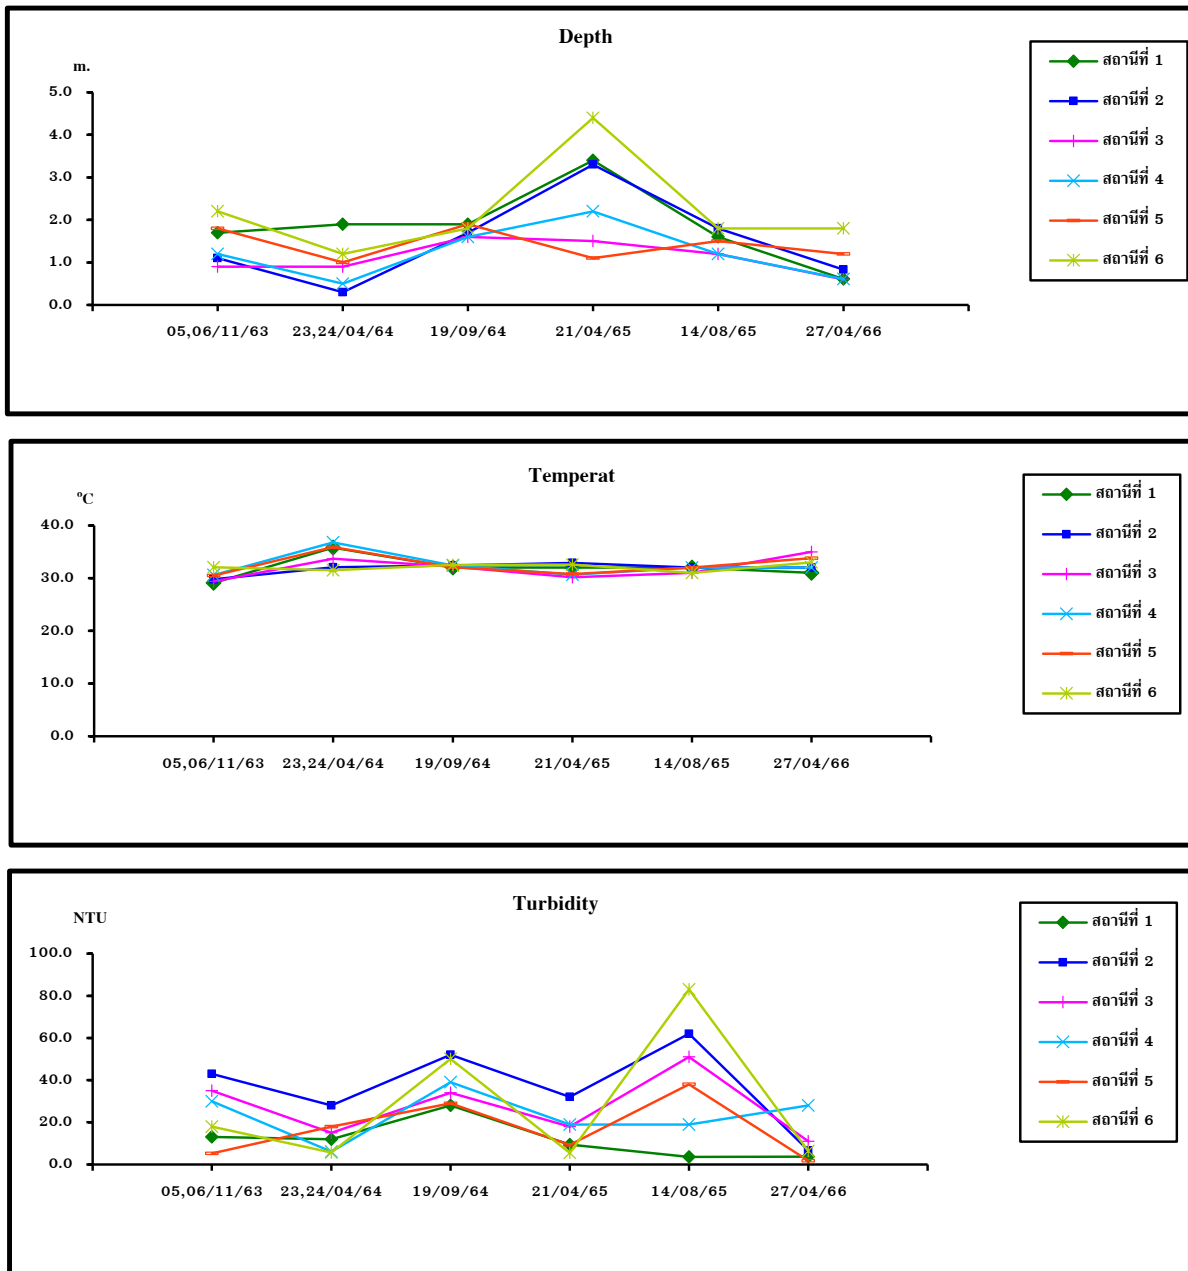 Depth
m.
5.0
4.0
3.0
2.0
1.0
0.0
05,06/11/63 23,24/04/64 19/09/64 21/04/65 14/08/65 27/04/66
สถานีที่ 1
สถานีที่ 2
สถานีที่ 3
สถานีที่ 4
สถานีที่ 5
สถานีที่ 6
Temperat
ºC
40.0
30.0
20.0
10.0
0.0
05,06/11/63 23,24/04/64 19/09/64 21/04/65 14/08/65 27/04/66
สถานีที่ 1
สถานีที่ 2
สถานีที่ 3
สถานีที่ 4
สถานีที่ 5
สถานีที่ 6
Turbidity
NTU
100.0
80.0
60.0
40.0
20.0
0.0
05,06/11/63 23,24/04/64 19/09/64 21/04/65 14/08/65 27/04/66
สถานีที่ 1
สถานีที่ 2
สถานีที่ 3
สถานีที่ 4
สถานีที่ 5
สถานีที่ 6